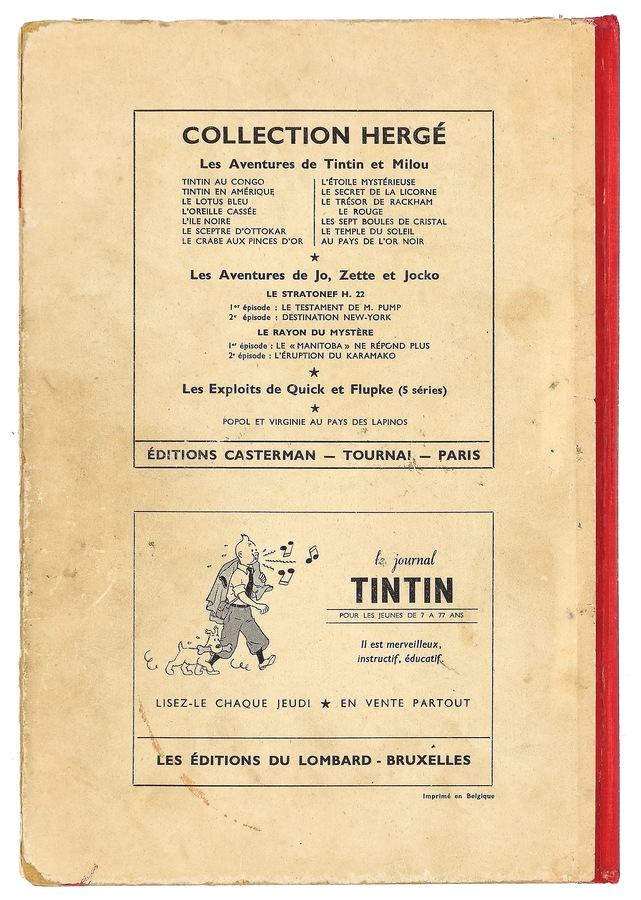 COLLECTION HERGÉ
Les Aventures de Tintin et Milou
TINTIN AU CONGO
TINTIN EN AMÉRIQUE
LE LOTUS BLEU
L'OREILLE CASSÉE
L'ILE NOIRE
LE SCEPTRE D'OTTOKAR
LE CRABE AUX PINCES D'OR
L'ÉTOILE MYSTÉRIEUSE
LE SECRET DE LA LICORNE
LE TRÉSOR DE RACKHAM
LE ROUGE
LES SEPT BOULES DE CRISTAL
LE TEMPLE DU SOLEIL
AU PAYS DE L'OR NOIR
★
Les Aventures de Jo, Zette et Jocko
LE STRATONEF H. 22
1er épisode : LE TESTAMENT DE M. PUMP
2e épisode : DESTINATION NEW-YORK
LE RAYON DU MYSTÈRE
1er épisode : LE «MANITOBA» NE RÉPOND PLUS
2e épisode : L'ÉRUPTION DU KARAMAKO
★
Les Exploits de Quick et Flupke (5 séries)
★
POPOL ET VIRGINIE AU PAYS DES LAPINOS
ÉDITIONS CASTERMAN — TOURNAI — PARIS
le journal
TINTIN
POUR LES JEUNES DE 7 A 77 ANS
Il est merveilleux,
instructif, éducatif.
LISEZ-LE CHAQUE JEUDI ★ EN VENTE PARTOUT
LES ÉDITIONS DU LOMBARD - BRUXELLES
Imprimé en Belgique